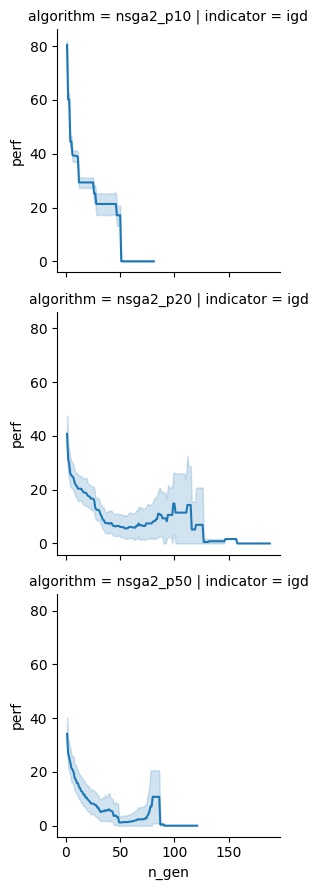 algorithm = nsga2_p10 | indicator = igd
80
60
40
20
0
perf
algorithm = nsga2_p20 | indicator = igd
80
60
40
20
0
perf
algorithm = nsga2_p50 | indicator = igd
80
60
40
20
0
perf
0 50 100 150
n_gen